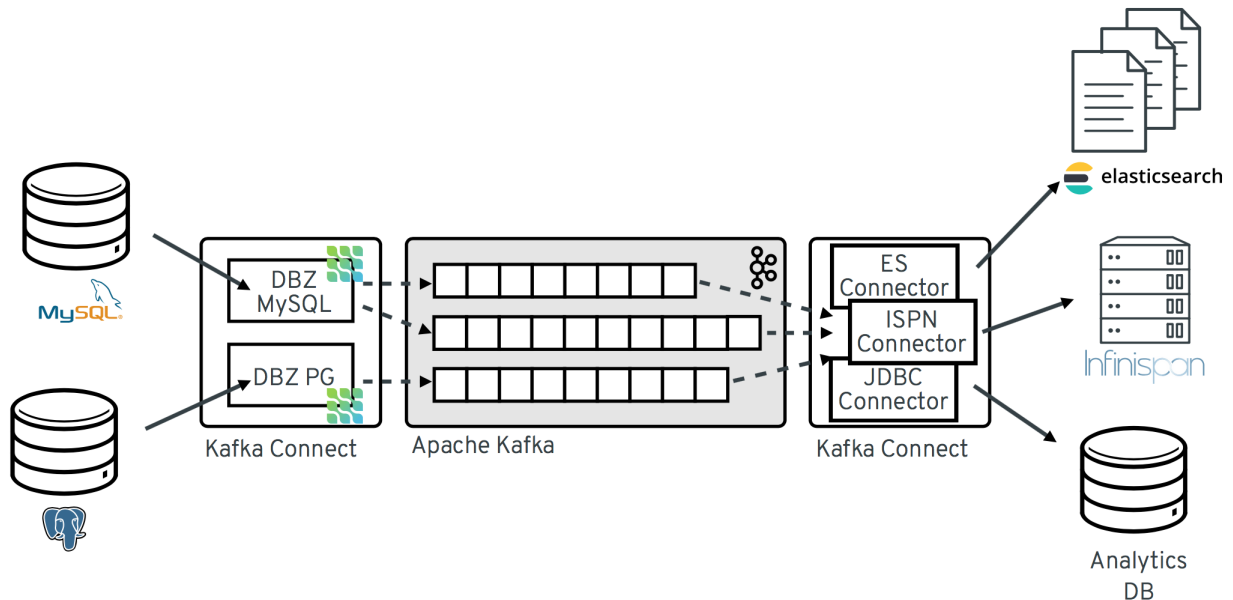 elasticsearch
MySQL
DBZ
MySQL
DBZ PG
Kafka Connect
Apache Kafka
ES
Connector
ISPN
Connector
JDBC
Connector
Kafka Connect
Infinispan
Analytics
DB